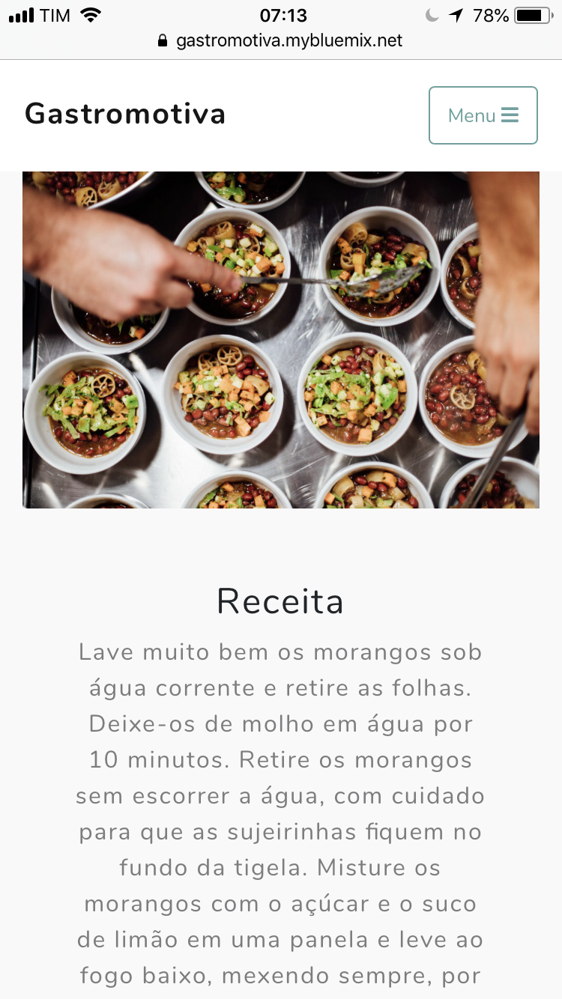 TIM 07:13 78%
gastromotiva.mybluemix.net
Gastromotiva
Menu
Receita
Lave muito bem os morangos sob
água corrente e retire as folhas.
Deixe-os de molho em água por
10 minutos. Retire os morangos
sem escorrer a água, com cuidado
para que as sujeirinhas fiquem no
fundo da tigela. Misture os
morangos com o açúcar e o suco
de limão em uma panela e leve ao
fogo baixo, mexendo sempre, por